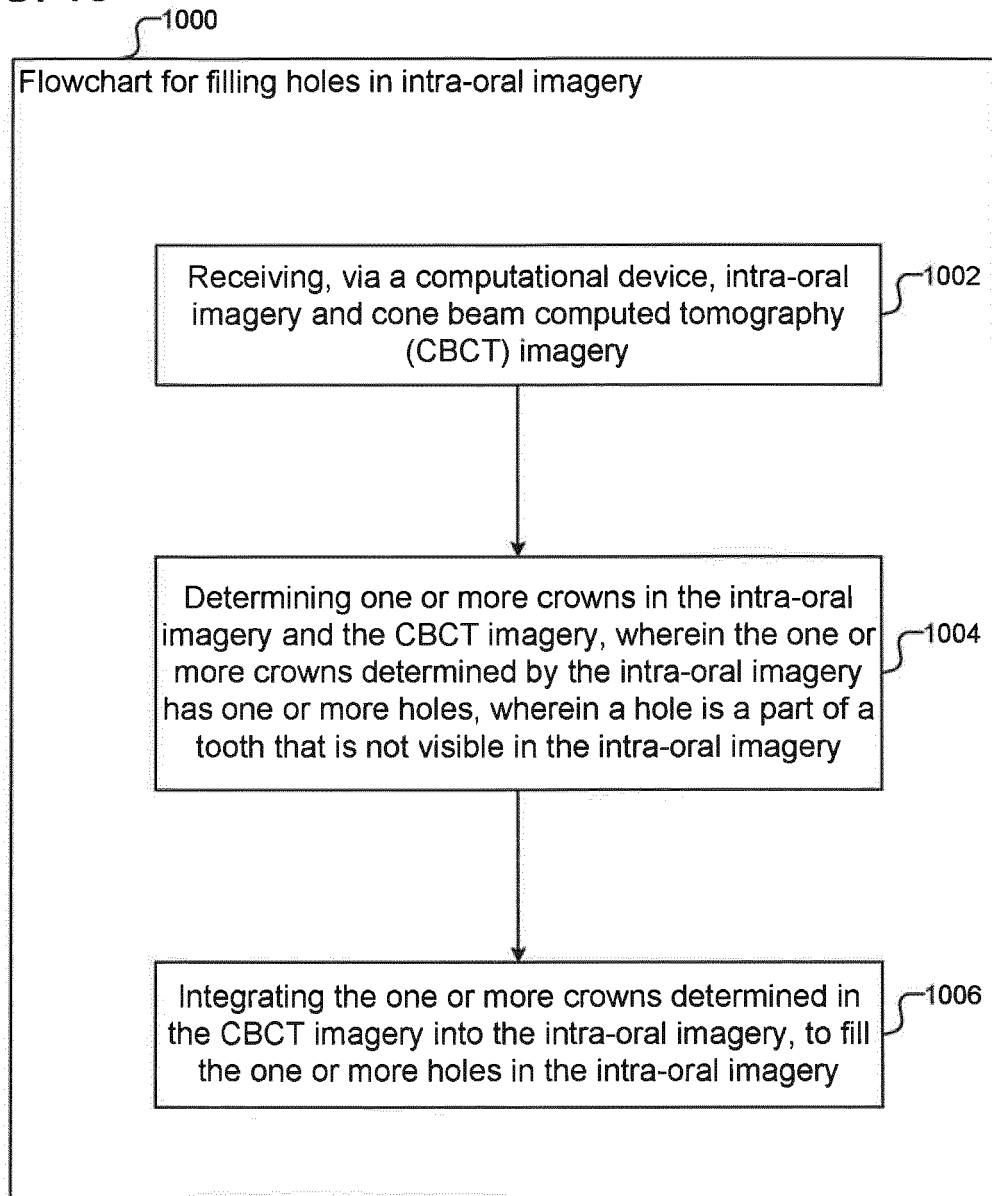 1000
Flowchart for filling holes in intra-oral imagery
Receiving, via a computational device, intra-oral
imagery and cone beam computed tomography
(CBCT) imagery
1002
Determining one or more crowns in the intra-oral
imagery and the CBCT imagery, wherein the one or
more crowns determined by the intra-oral imagery
has one or more holes, wherein a hole is a part of a
tooth that is not visible in the intra-oral imagery
1004
Integrating the one or more crowns determined in
the CBCT imagery into the intra-oral imagery, to fill
the one or more holes in the intra-oral imagery
1006